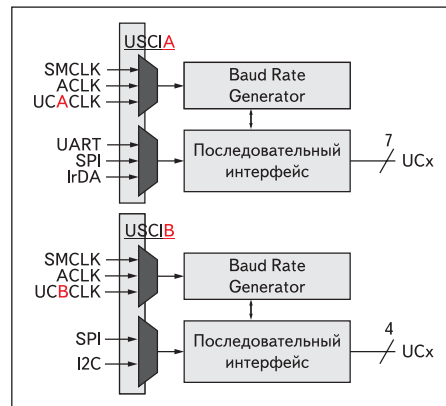 USCIA
SMCLK
ACLK
UCACLK
Baud Rate
Generator
UART
SPI
IrDA
Последовательный
интерфейс
7
UCx
USCIB
SMCLK
ACLK
UCBCLK
Baud Rate
Generator
SPI
I2C
Последовательный
интерфейс
4
UCx